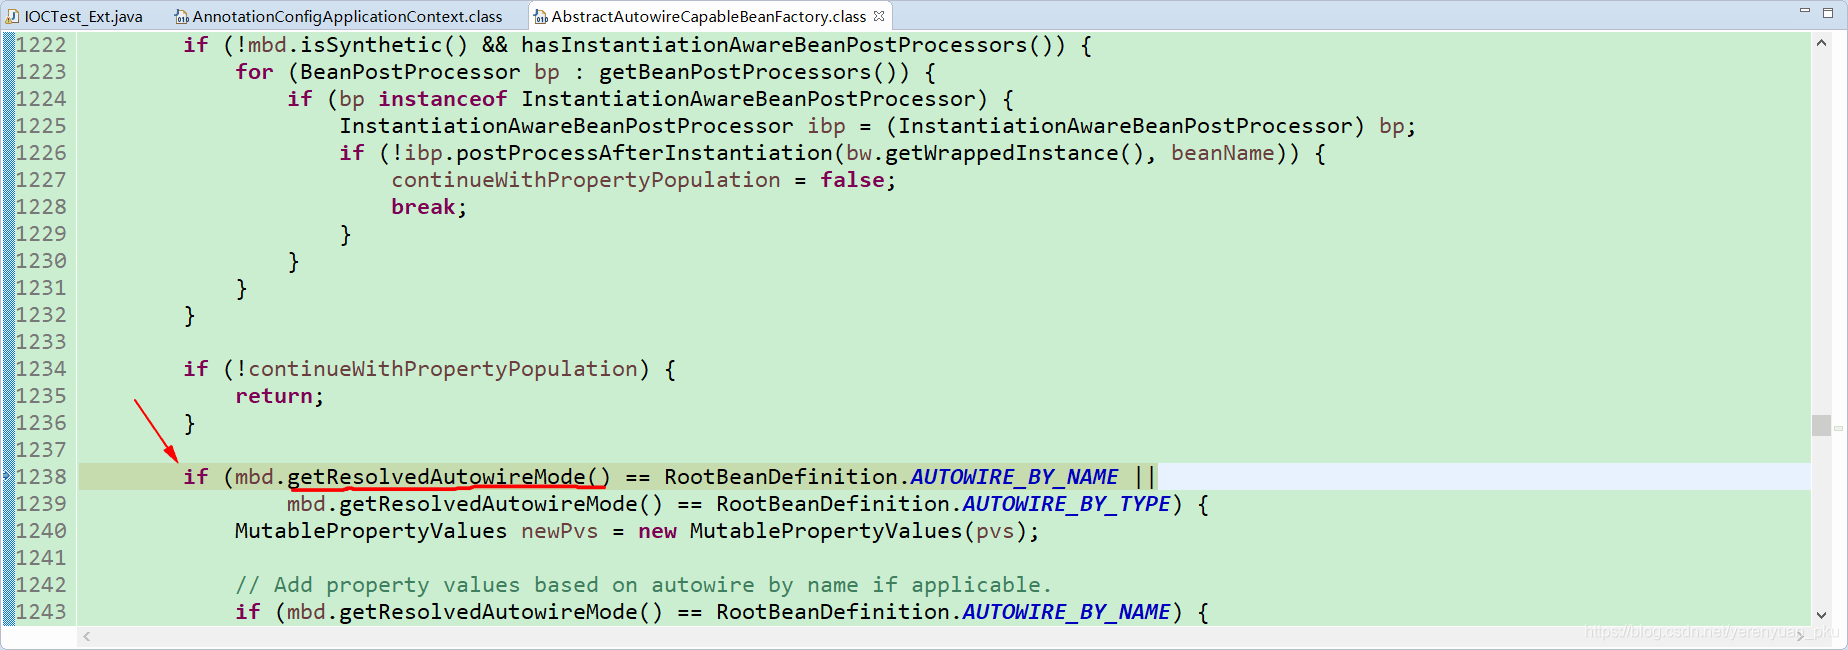 IOCTest_Ext.java AnnotationConfigApplicationContext.class AbstractAutowireCapableBeanFactory.class
1222 if (!mbd.isSynthetic() && hasInstantiationAwareBeanPostProcessors()) {
1223 for (BeanPostProcessor bp : getBeanPostProcessors()) {
1224 if (bp instanceof InstantiationAwareBeanPostProcessor) {
1225 InstantiationAwareBeanPostProcessor ibp = (InstantiationAwareBeanPostProcessor) bp;
1226 if (!ibp.postProcessAfterInstantiation(bw.getWrappedInstance(), beanName)) {
1227 continueWithPropertyPopulation = false;
1228 break;
1229 }
1230 }
1231 }
1232 }
1233
1234 if (!continueWithPropertyPopulation) {
1235 return;
1236 }
1237
1238 if (mbd.getResolvedAutowireMode() == RootBeanDefinition.AUTOWIRE_BY_NAME ||
1239 mbd.getResolvedAutowireMode() == RootBeanDefinition.AUTOWIRE_BY_TYPE) {
1240 MutablePropertyValues newPvs = new MutablePropertyValues(pvs);
1241
1242 // Add property values based on autowire by name if applicable.
1243 if (mbd.getResolvedAutowireMode() == RootBeanDefinition.AUTOWIRE_BY_NAME) {
https://blog.csdn.net/yerenyuan_pku